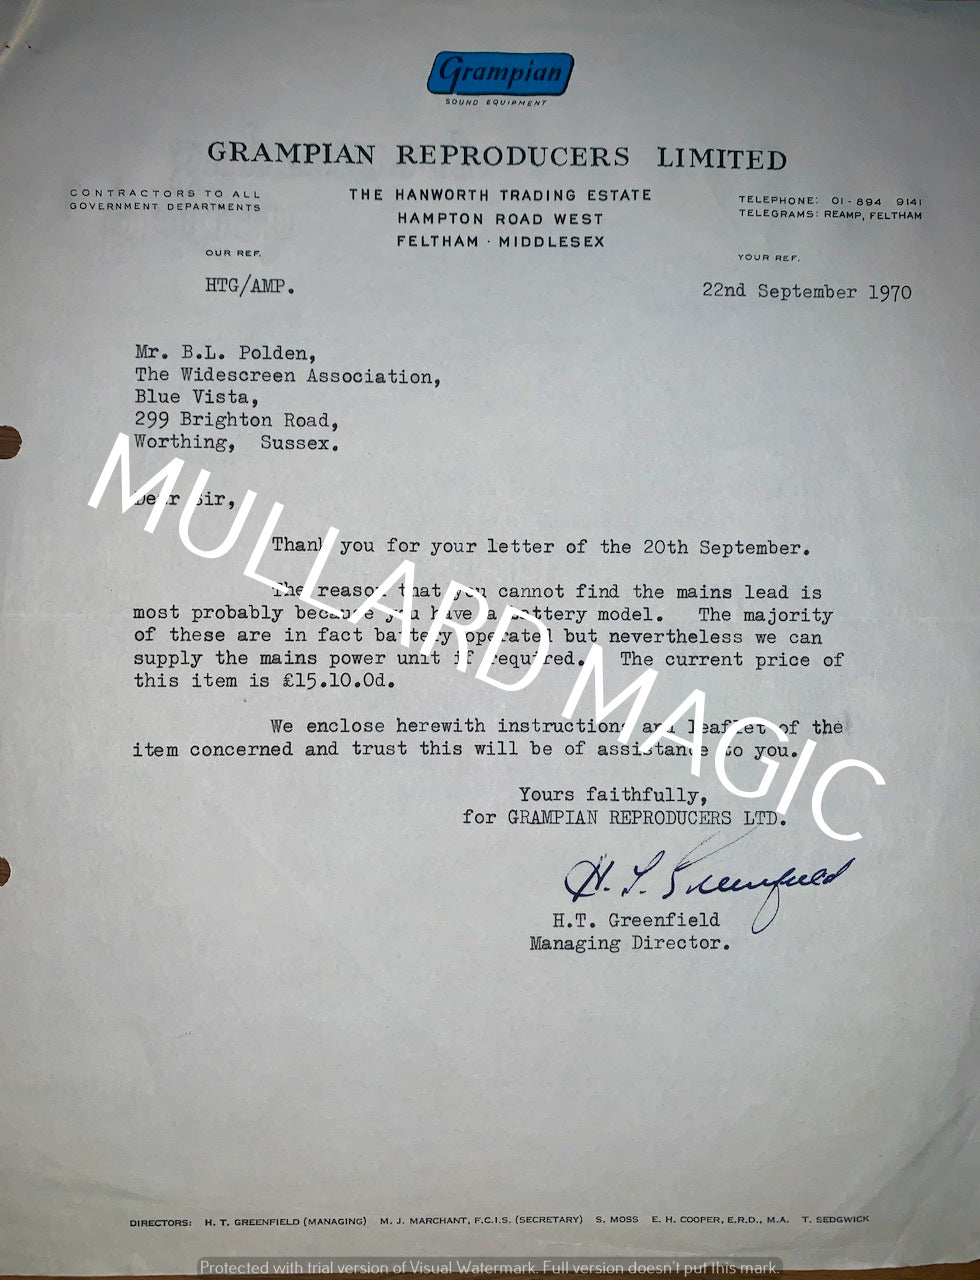 Grampian
SOUND EQUIPMENT
GRAMPIAN REPRODUCERS LIMITED
CONTRACTORS TO ALL
GOVERNMENT DEPARTMENTS
THE HANWORTH TRADING ESTATE
HAMPTON ROAD WEST
FELTHAM · MIDDLESEX
TELEPHONE: 01-894 9141
TELEGRAMS: REAMP, FELTHAM
OUR REF.
HTG/AMP.
YOUR REF.
22nd September 1970
Mr. B.L. Polden,
The Widescreen Association,
Blue Vista,
299 Brighton Road,
Worthing, Sussex.
Dear Sir,
Thank you for your letter of the 20th September.
The reason that you cannot find the mains lead is
most probably because you have a battery model. The majority
of these are in fact battery operated but nevertheless we can
supply the mains power unit if required. The current price of
this item is £15.10.0d.
We enclose herewith instructions and leaflet of the
item concerned and trust this will be of assistance to you.
Yours faithfully,
for GRAMPIAN REPRODUCERS LTD.
H. T. Greenfield
H.T. Greenfield
Managing Director.
MULLARD MAGIC
DIRECTORS: H. T. GREENFIELD (MANAGING) M. J. MARCHANT, F.C.I.S. (SECRETARY) S. MOSS E. H. COOPER, E.R.D., M.A. T. SEDGWICK
Protected with trial version of Visual Watermark. Full version doesn't put this mark.